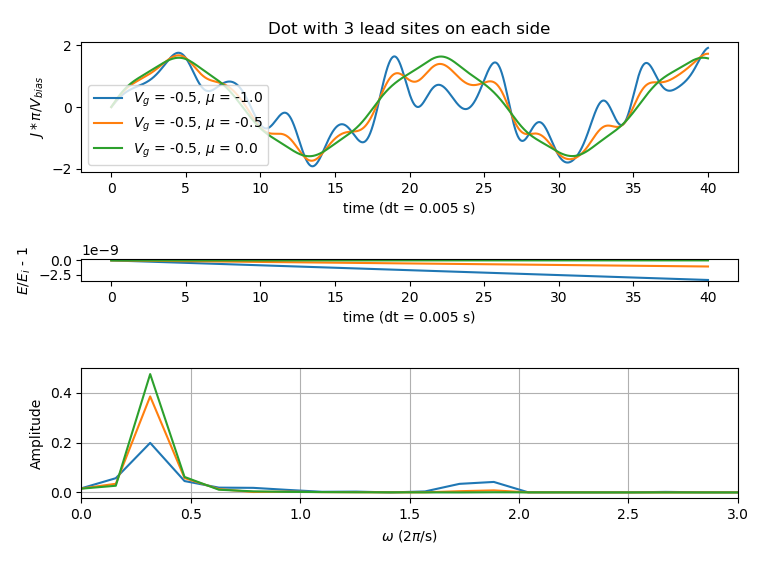 Dot with 3 lead sites on each side
J * π/V_bias
2
0
−2
V_g = -0.5, μ = -1.0
V_g = -0.5, μ = -0.5
V_g = -0.5, μ = 0.0
0 5 10 15 20 25 30 35 40
time (dt = 0.005 s)
1e−9
E/E_i - 1
0.0
−2.5
0 5 10 15 20 25 30 35 40
time (dt = 0.005 s)
Amplitude
0.4
0.2
0.0
0.0 0.5 1.0 1.5 2.0 2.5 3.0
ω (2π/s)